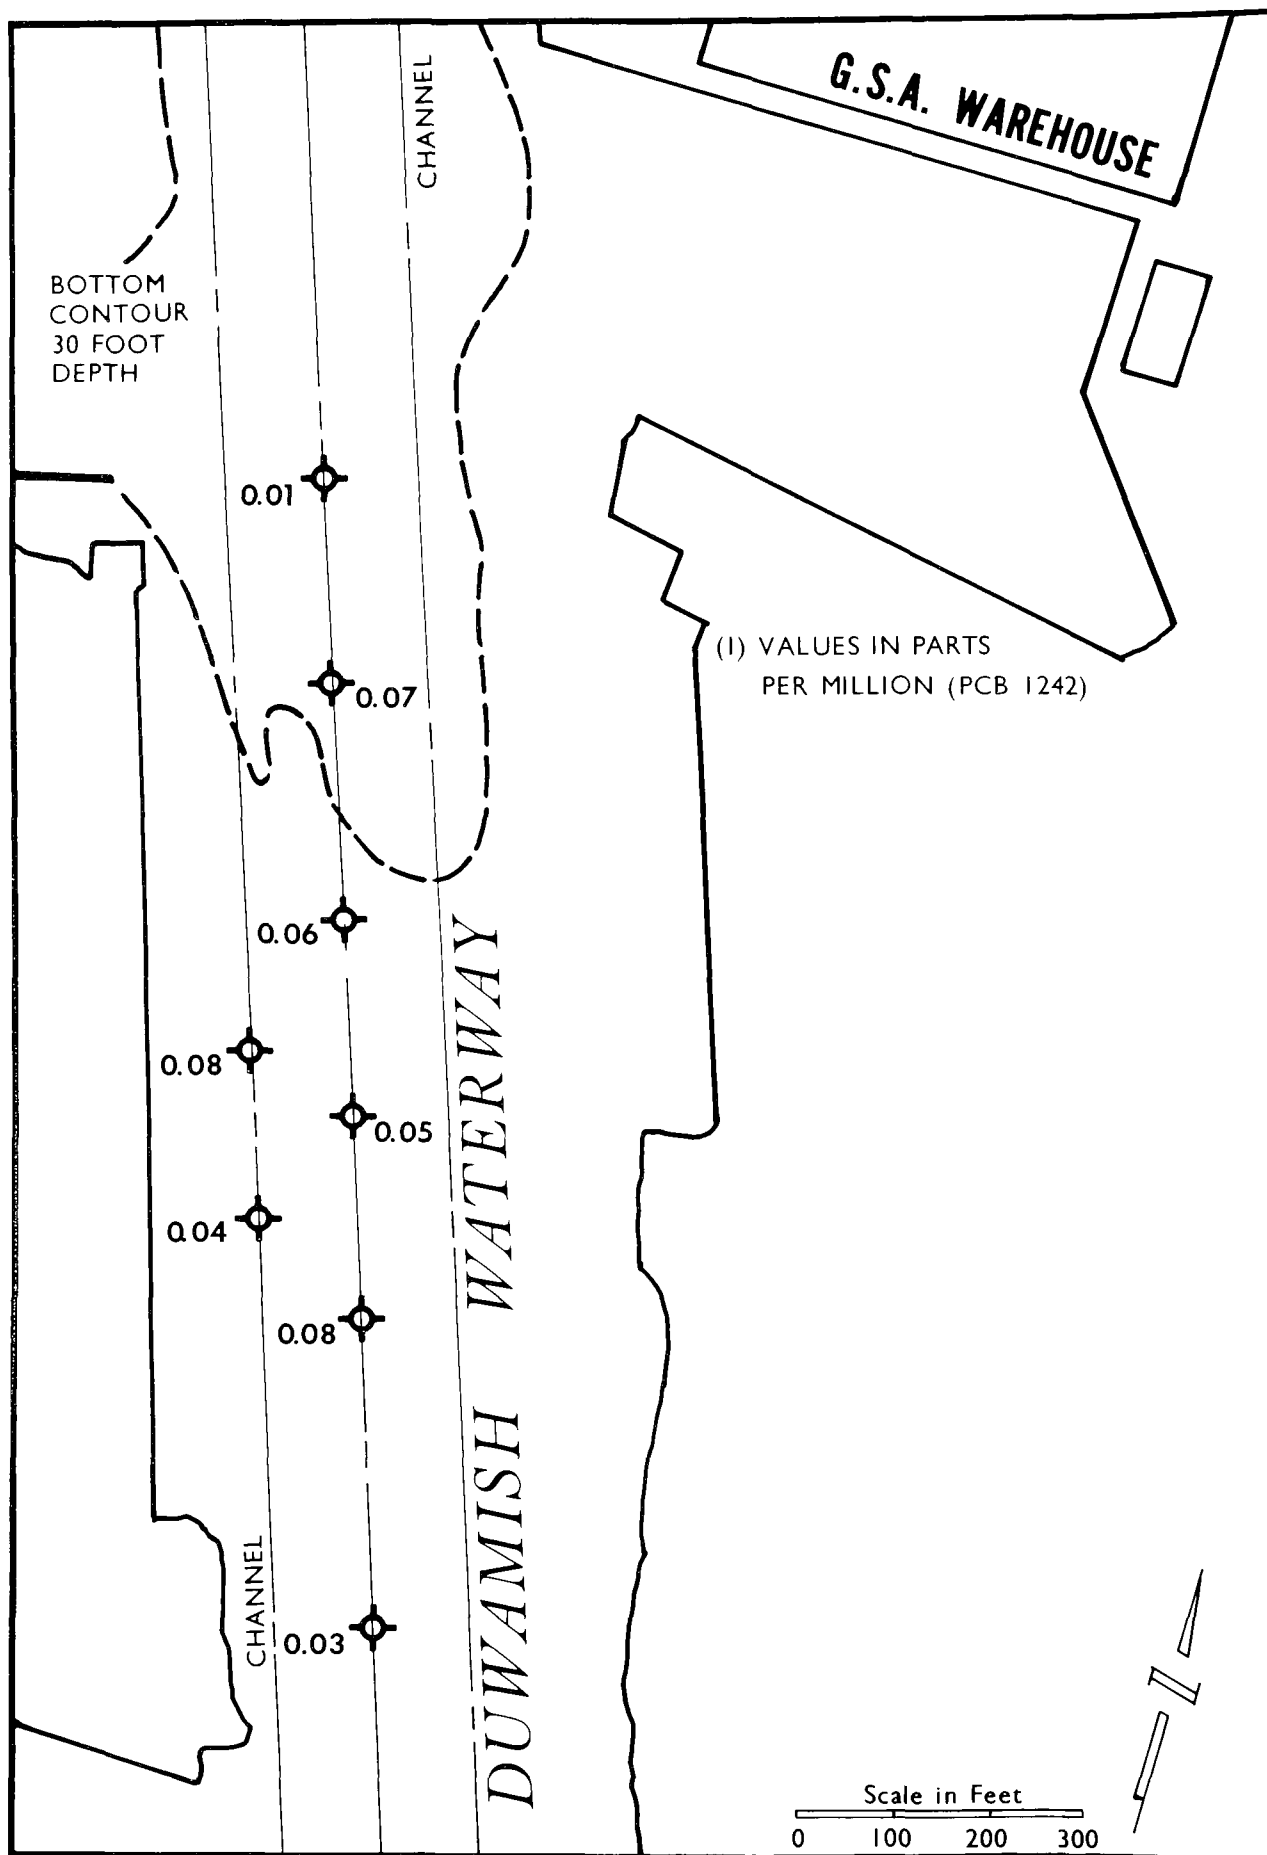 G.S.A. WAREHOUSE
CHANNEL
BOTTOM
CONTOUR
30 FOOT
DEPTH
0.01
(1) VALUES IN PARTS
PER MILLION (PCB 1242)
0.07
0.06
0.08
0.05
0.04
0.08
DUWAMISH WATERWAY
CHANNEL
0.03
N
Scale in Feet
0 100 200 300